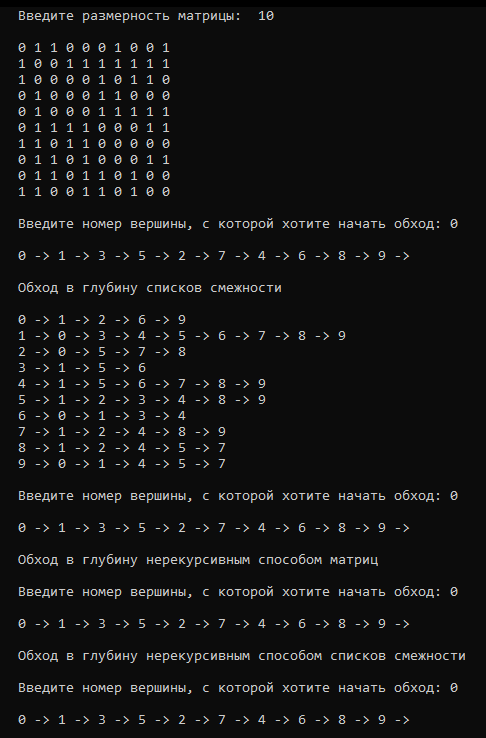 Введите размерность матрицы:  10
0 1 1 0 0 0 1 0 0 1
1 0 0 1 1 1 1 1 1 1
1 0 0 0 0 1 0 1 1 0
0 1 0 0 0 1 1 0 0 0
0 1 0 0 0 1 1 1 1 1
0 1 1 1 1 0 0 0 1 1
1 1 0 1 1 0 0 0 0 0
0 1 1 0 1 0 0 0 1 1
0 1 1 0 1 1 0 1 0 0
1 1 0 0 1 1 0 1 0 0
Введите номер вершины, с которой хотите начать обход: 0
0 -> 1 -> 3 -> 5 -> 2 -> 7 -> 4 -> 6 -> 8 -> 9 ->
Обход в глубину списков смежности
0 -> 1 -> 2 -> 6 -> 9
1 -> 0 -> 3 -> 4 -> 5 -> 6 -> 7 -> 8 -> 9
2 -> 0 -> 5 -> 7 -> 8
3 -> 1 -> 5 -> 6
4 -> 1 -> 5 -> 6 -> 7 -> 8 -> 9
5 -> 1 -> 2 -> 3 -> 4 -> 8 -> 9
6 -> 0 -> 1 -> 3 -> 4
7 -> 1 -> 2 -> 4 -> 8 -> 9
8 -> 1 -> 2 -> 4 -> 5 -> 7
9 -> 0 -> 1 -> 4 -> 5 -> 7
Введите номер вершины, с которой хотите начать обход: 0
0 -> 1 -> 3 -> 5 -> 2 -> 7 -> 4 -> 6 -> 8 -> 9 ->
Обход в глубину нерекурсивным способом матриц
Введите номер вершины, с которой хотите начать обход: 0
0 -> 1 -> 3 -> 5 -> 2 -> 7 -> 4 -> 6 -> 8 -> 9 ->
Обход в глубину нерекурсивным способом списков смежности
Введите номер вершины, с которой хотите начать обход: 0
0 -> 1 -> 3 -> 5 -> 2 -> 7 -> 4 -> 6 -> 8 -> 9 ->